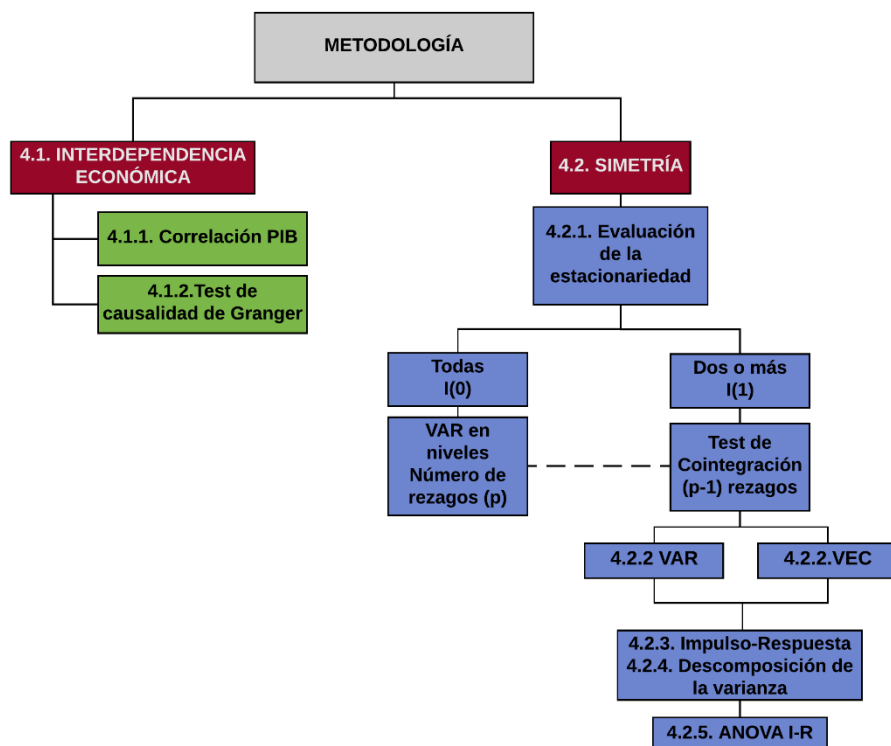 METODOLOGÍA
4.1. INTERDEPENDENCIA
ECONÓMICA
4.1.1. Correlación PIB
4.1.2.Test de
causalidad de Granger
4.2. SIMETRÍA
4.2.1. Evaluación
de la
estacionariedad
Todas
I(0)
VAR en
niveles
Número de
rezagos (p)
Dos o más
I(1)
Test de
Cointegración
(p-1) rezagos
4.2.2 VAR
4.2.2.VEC
4.2.3. Impulso-Respuesta
4.2.4. Descomposición de
la varianza
4.2.5. ANOVA I-R